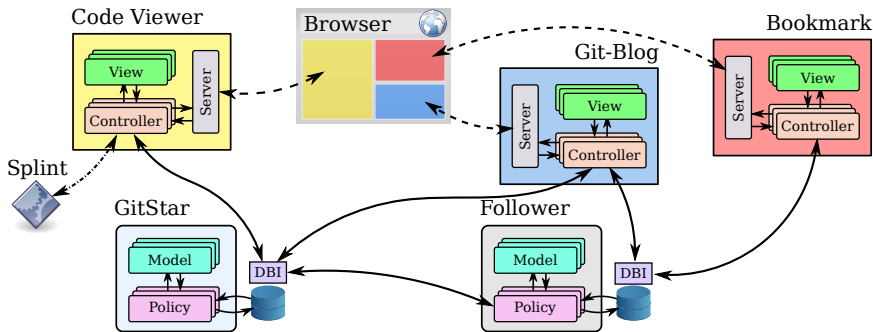 Code Viewer
Browser
Bookmark
Git-Blog
View
Controller
Server
View
Controller
Server
View
Controller
Server
Splint
GitStar
Follower
Model
Policy
DBI
Model
Policy
DBI